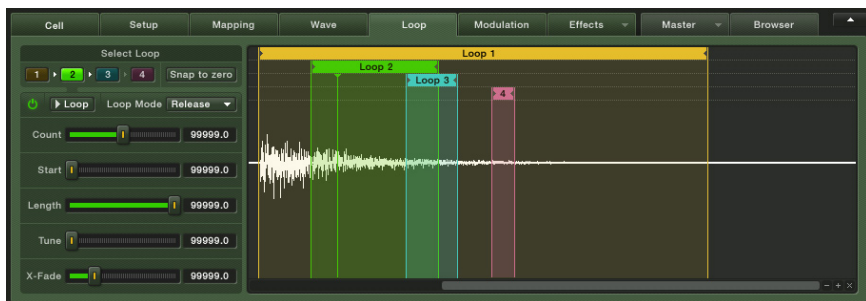 Cell Setup Mapping Wave Loop Modulation Effects Master Browser
Select Loop
1 2 3 4 Snap to zero
Loop Loop Mode Release
Count 99999.0
Start 99999.0
Length 99999.0
Tune 99999.0
X-Fade 99999.0
Loop 1
Loop 2
Loop 3
4